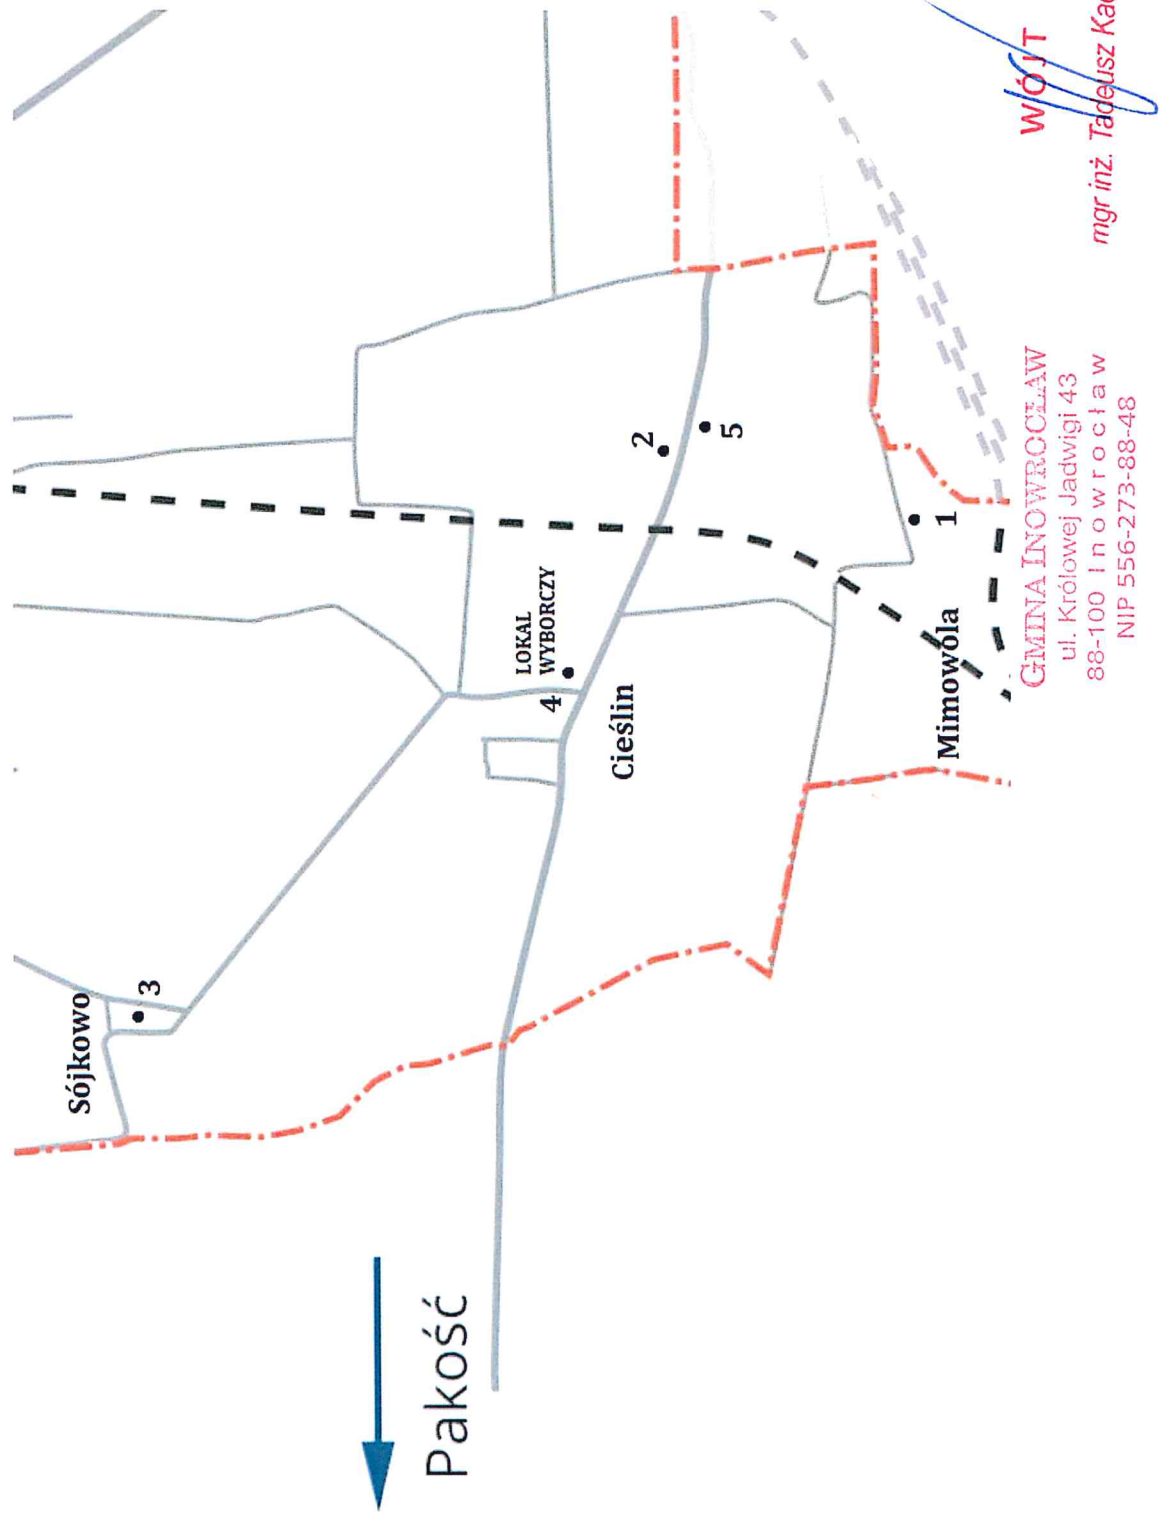 Sójkowo
3
LOKAL
WYBORCZY
4
Cieślin
2
5
1
Mimowola
Pakość
GMINA INOWROCŁAW
ul. Królowej Jadwigi 43
88-100 Inowrocław
NIP 556-273-88-48
WÓJT
mgr inż. Tadeusz